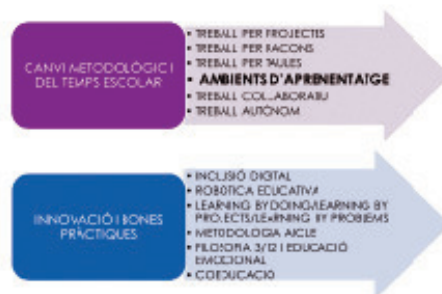 CANVI METODOLÒGIC I
DEL TEMPS ESCOLAR
• TREBALL PER PROJECTES
• TREBALL PER RACONS
• TREBALL PER TAULES
• AMBIENTS D'APRENENTATGE
• TREBALL COL·LABORATIU
• TREBALL AUTÒNOM
INNOVACIÓ I BONES
PRÀCTIQUES
• INCLUSIÓ DIGITAL
• ROBÒTICA EDUCATIVA
• LEARNING BY DOING/LEARNING BY
PROJECTS/LEARNING BY PROBLEMS
• METODOLOGIA AICLE
• FILOSOFIA 3/12 I EDUCACIÓ
EMOCIONAL
• COEDUCACIÓ